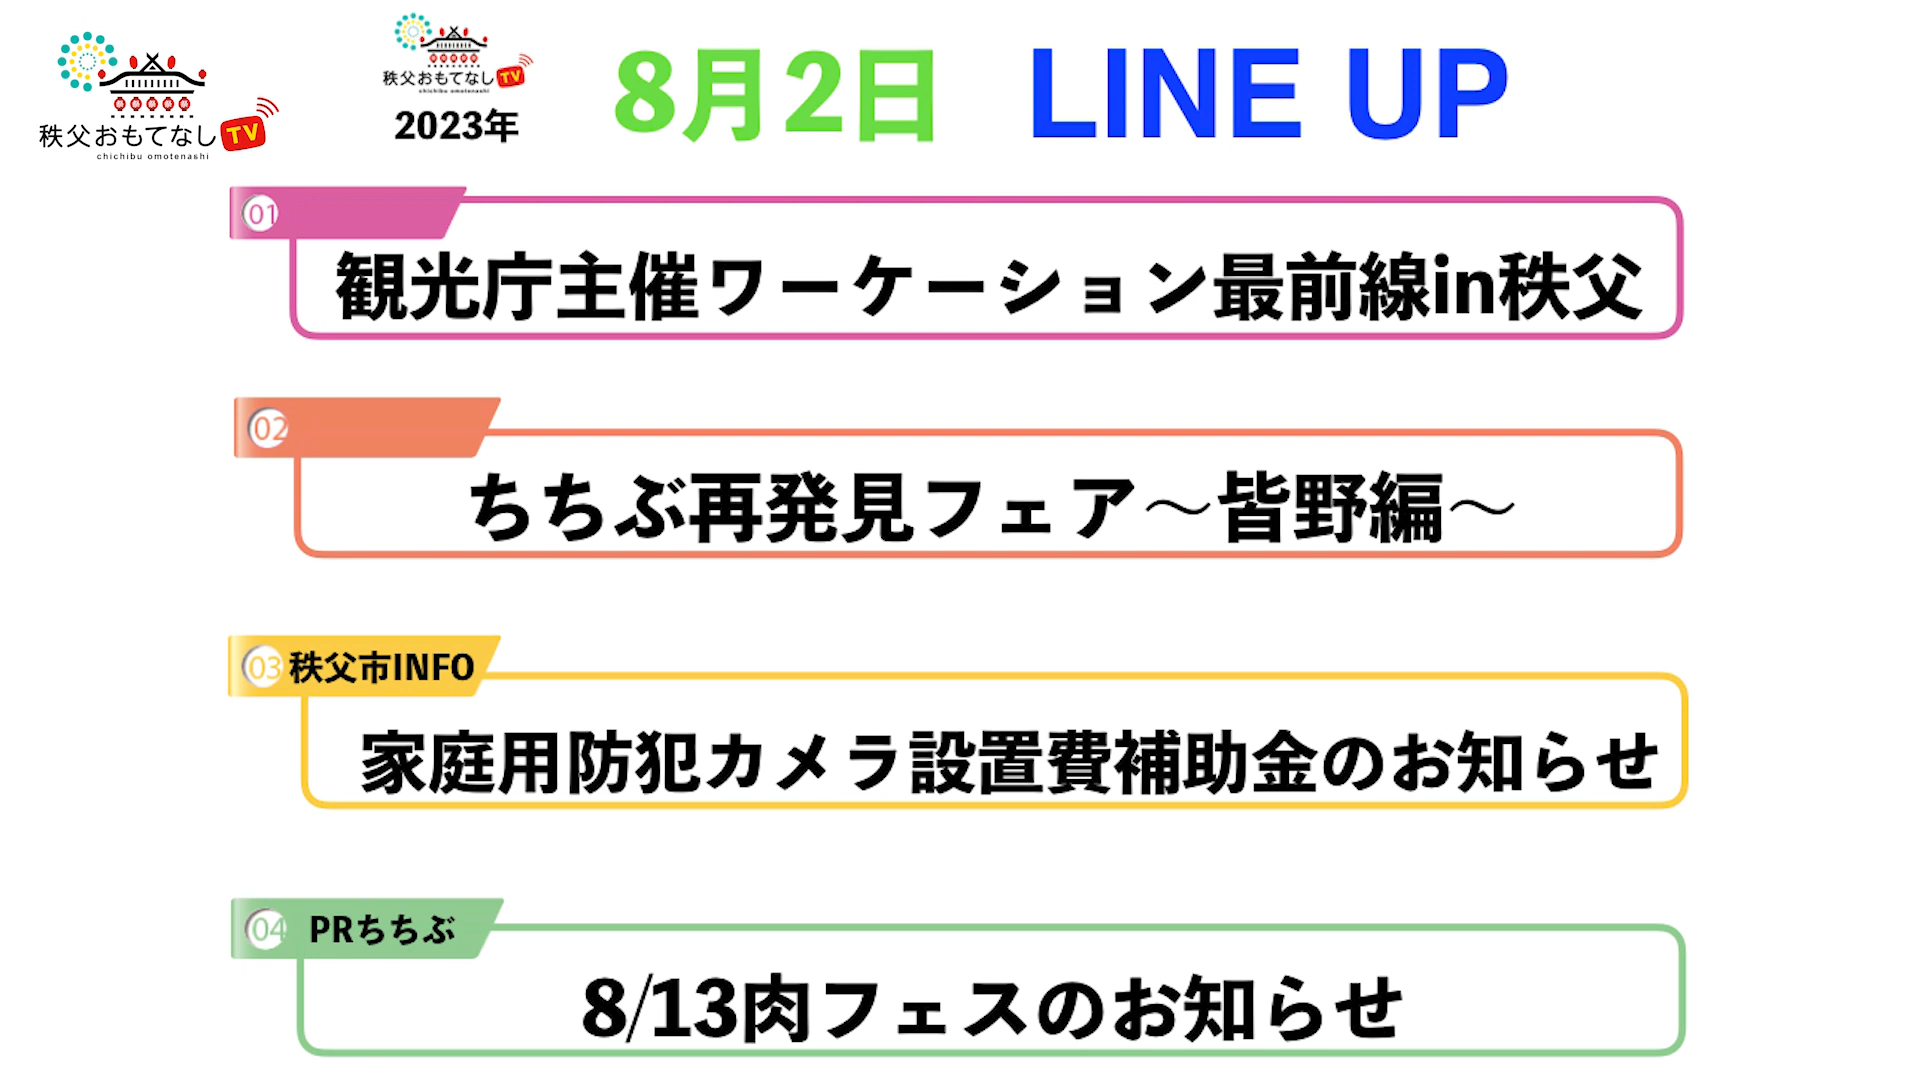 秩父おもてなしTV
chichibu omotenashi
秩父おもてなしTV
chichibu omotenashi
2023年
8月2日 LINE UP
01
観光庁主催ワーケーション最前線in秩父
02
ちちぶ再発見フェア～皆野編～
03 秩父市INFO
家庭用防犯カメラ設置費補助金のお知らせ
04 PRちちぶ
8/13肉フェスのお知らせ